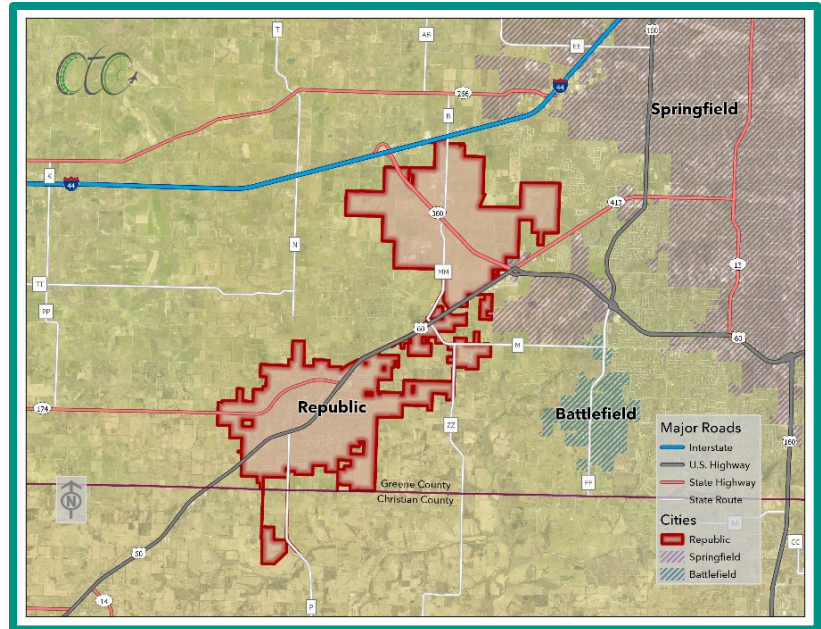 T
AB
EE
160
cTc
266
44
B
Springfield
K
44
360
413
N
13
MM
TT
PP
60
60
M
174
Republic
Battlefield
ZZ
160
Greene County
Christian County
FF
N
AA
CC
60
14
P
Major Roads
Interstate
U.S. Highway
State Highway
State Route
Cities
Republic
Springfield
Battlefield